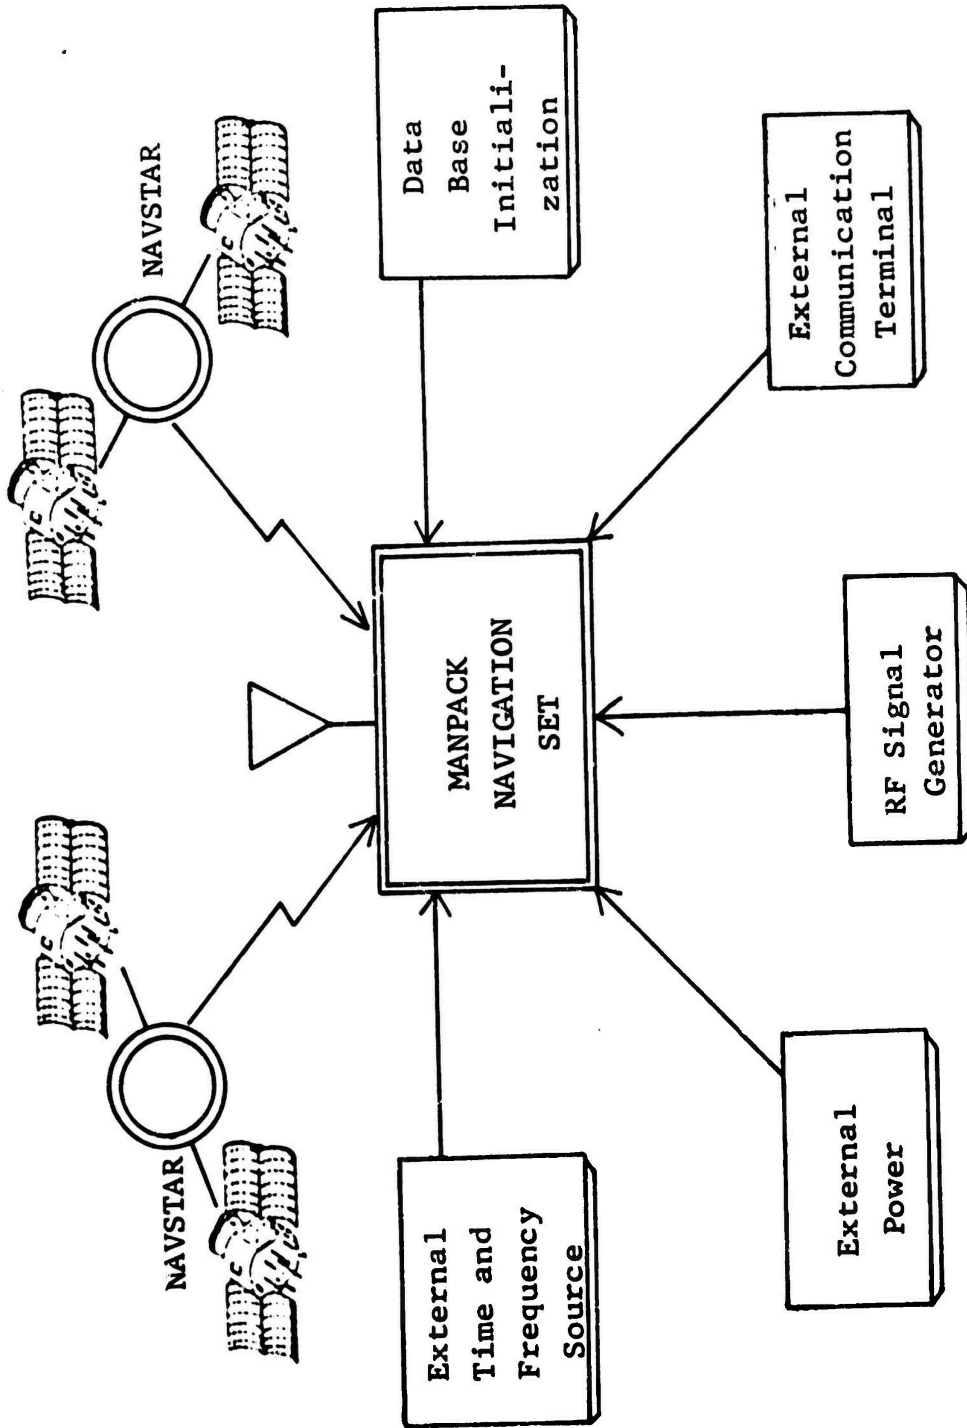 NAVSTAR
NAVSTAR
External
Time and
Frequency
Source
MANPACK
NAVIGATION
SET
Data
Base
Initiali-
zation
External
Power
RF Signal
Generator
External
Communication
Terminal